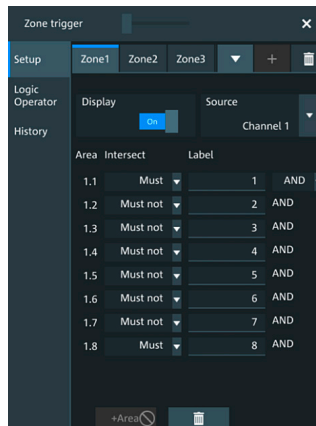 Zone trigger
Setup Zone1 Zone2 Zone3
Logic Operator
History
Display Source
On Channel 1
Area Intersect Label
1.1 Must 1 AND
1.2 Must not 2 AND
1.3 Must not 3 AND
1.4 Must not 4 AND
1.5 Must not 5 AND
1.6 Must not 6 AND
1.7 Must not 7 AND
1.8 Must 8 AND
+Area